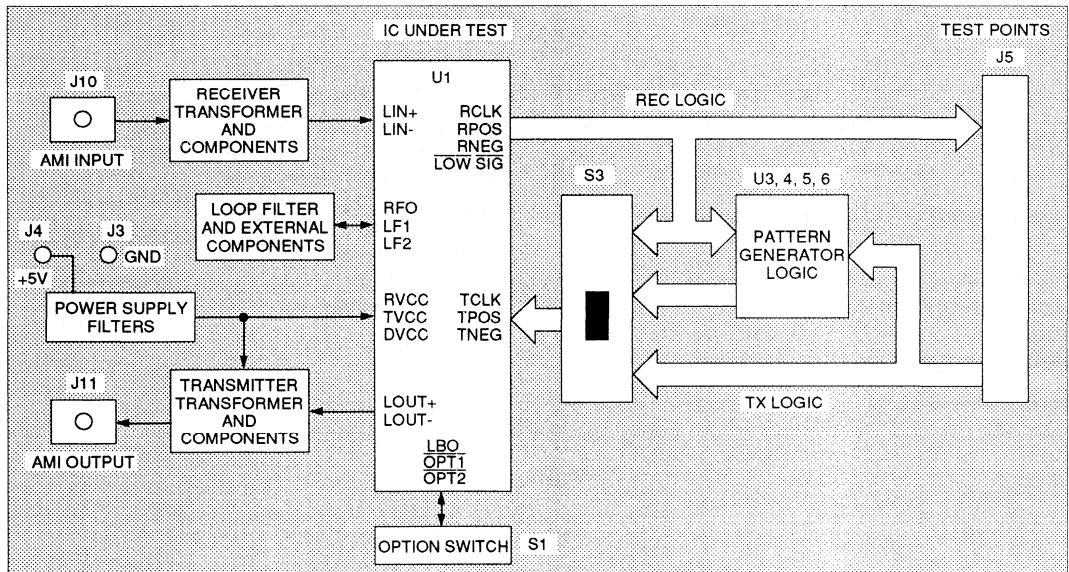 IC UNDER TEST
TEST POINTS
J10
RECEIVER
TRANSFORMER
AND
COMPONENTS
AMI INPUT
U1
LIN+
LIN-
RCLK
RPOS
RNEG
LOW SIG
REC LOGIC
J5
S3
U3, 4, 5, 6
LOOP FILTER
AND EXTERNAL
COMPONENTS
RFO
LF1
LF2
PATTERN
GENERATOR
LOGIC
J4
J3
GND
+5V
POWER SUPPLY
FILTERS
RVCC
TVCC
DVCC
TCLK
TPOS
TNEG
J11
TRANSMITTER
TRANSFORMER
AND
COMPONENTS
AMI OUTPUT
LOUT+
LOUT-
TX LOGIC
LBO
OPT1
OPT2
OPTION SWITCH
S1